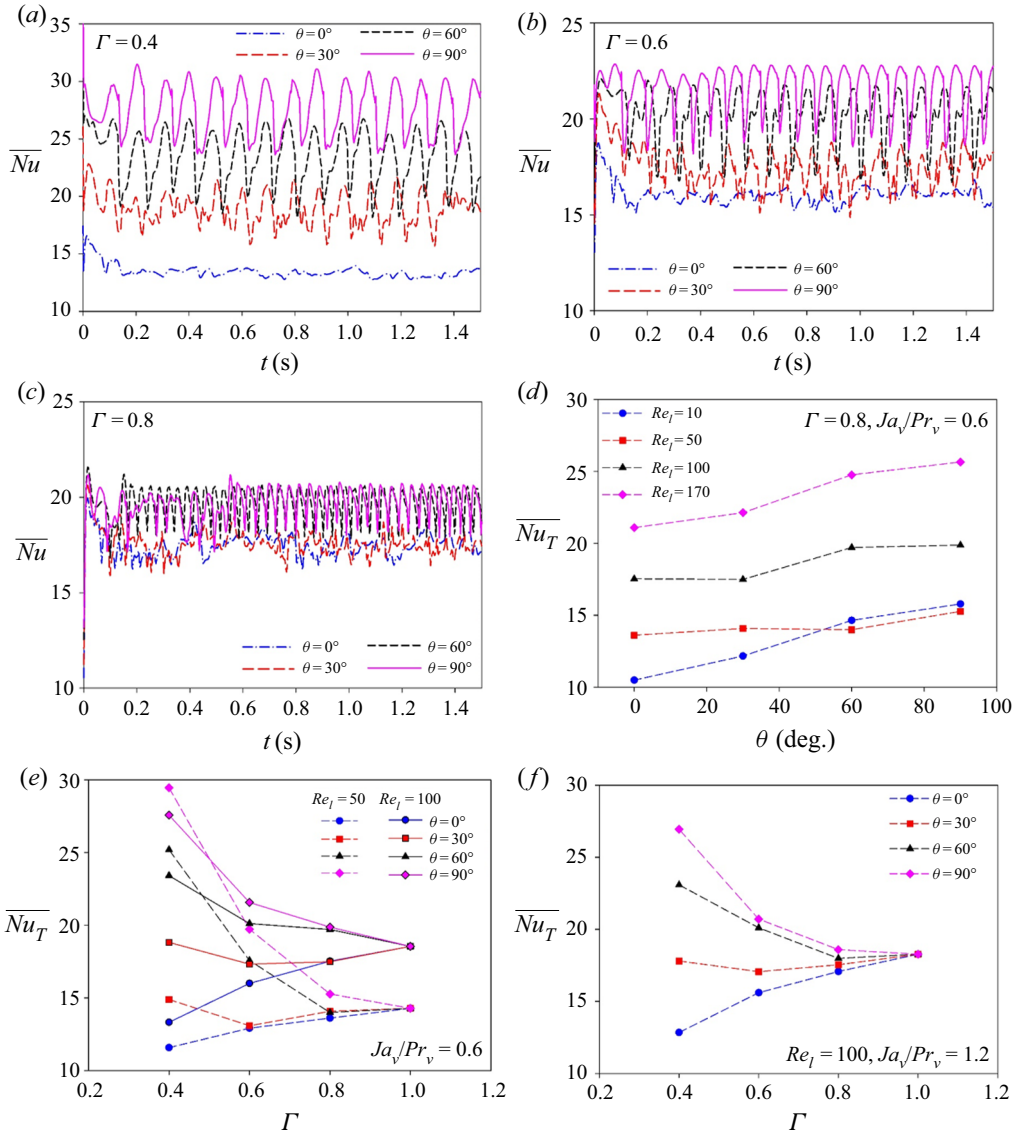 (a)
35
Γ = 0.4
θ = 0°
θ = 60°
θ = 30°
θ = 90°
30
25
Nu
20
15
10
0 0.2 0.4 0.6 0.8 1.0 1.2 1.4
t (s)
(b)
30
Γ = 0.6
25
Nu
20
15
θ = 0°
θ = 60°
θ = 30°
θ = 90°
10
0 0.2 0.4 0.6 0.8 1.0 1.2 1.4
t (s)
(c)
25
Γ = 0.8
20
Nu
15
θ = 0°
θ = 60°
θ = 30°
θ = 90°
10
0 0.2 0.4 0.6 0.8 1.0 1.2 1.4
t (s)
(d)
30
Re_l = 10
Γ = 0.8, Ja_v/Pr_v = 0.6
Re_l = 50
Re_l = 100
Re_l = 170
25
Nu_T
20
15
10
0 20 40 60 80 100
θ (deg.)
(e)
30
Re_l = 50 Re_l = 100
θ = 0°
θ = 30°
θ = 60°
θ = 90°
25
Nu_T
20
15
Ja_v/Pr_v = 0.6
10
0.2 0.4 0.6 0.8 1.0 1.2
Γ
(f)
30
θ = 0°
θ = 30°
θ = 60°
θ = 90°
25
Nu_T
20
15
Re_l = 100, Ja_v/Pr_v = 1.2
10
0.2 0.4 0.6 0.8 1.0 1.2
Γ